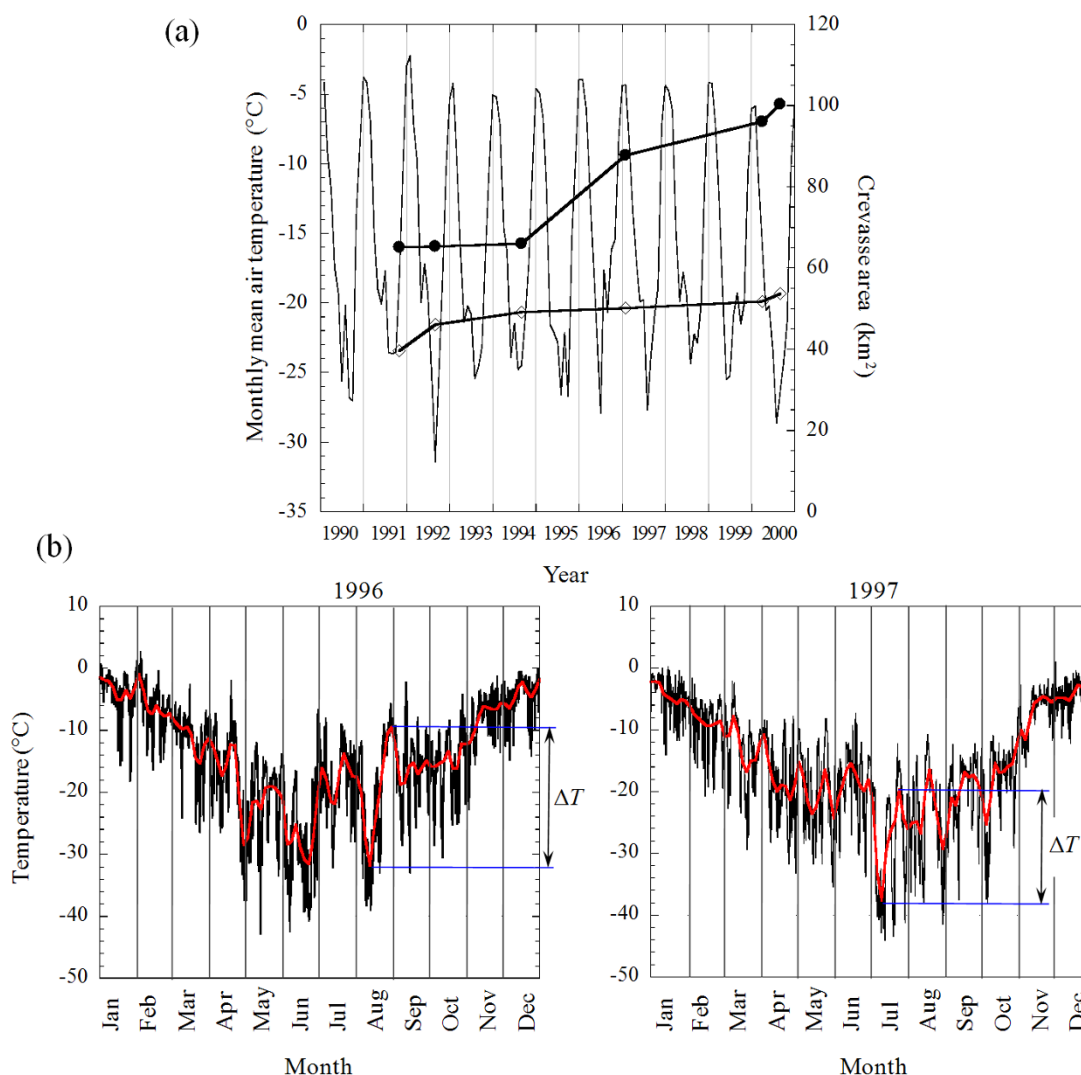 (a)
Monthly mean air temperature (°C)
0
-5
-10
-15
-20
-25
-30
-35
120
100
80
60
40
20
0
Crevasse area (km²)
1990 1991 1992 1993 1994 1995 1996 1997 1998 1999 2000
Year
(b)
1996
Temperature (°C)
10
0
-10
-20
-30
-40
-50
ΔT
Jan Feb Mar Apr May Jun Jul Aug Sep Oct Nov Dec
Month
1997
10
0
-10
-20
-30
-40
-50
ΔT
Jan Feb Mar Apr May Jun Jul Aug Sep Oct Nov Dec
Month